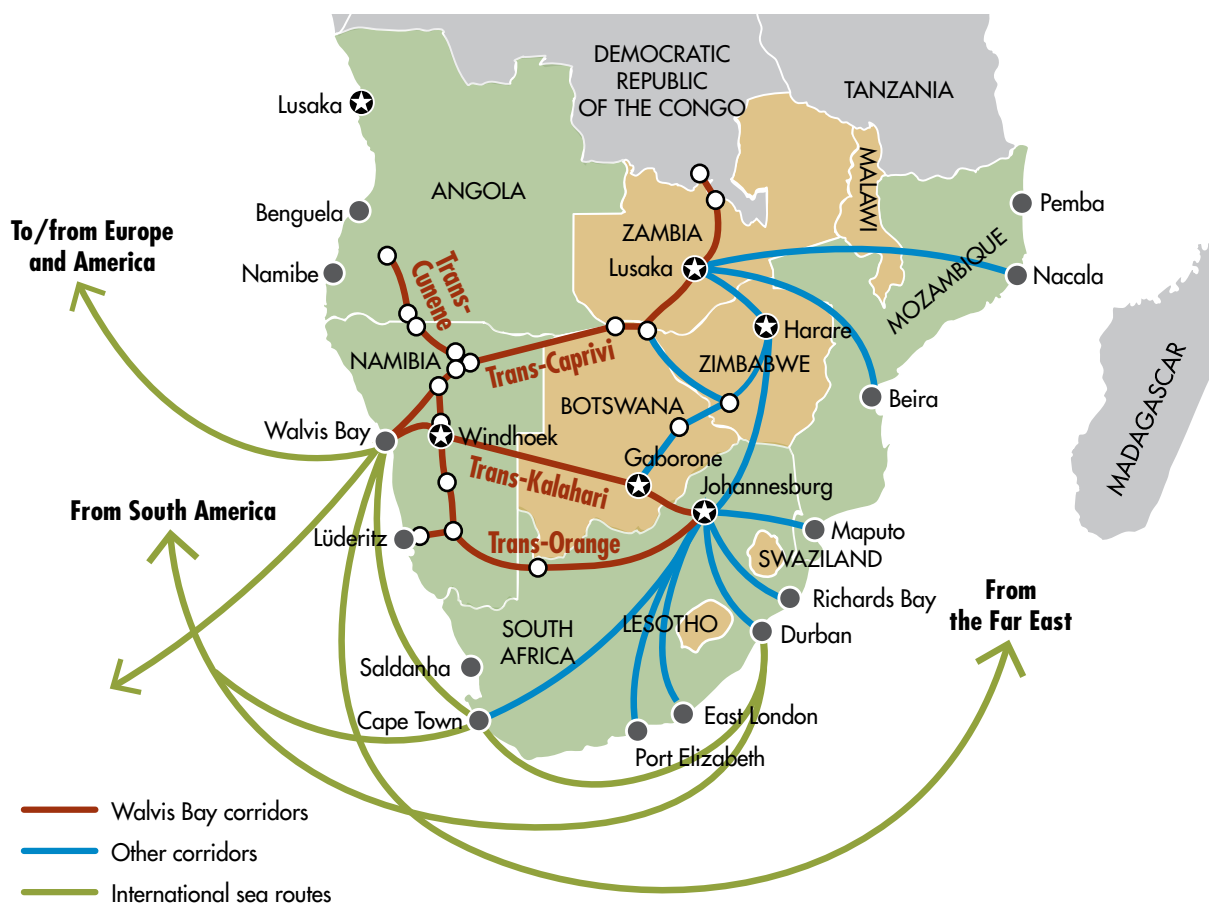 DEMOCRATIC
REPUBLIC
OF THE CONGO
TANZANIA
Lusaka
MALAWI
ANGOLA
Benguela
Pemba
To/from Europe
and America
ZAMBIA
Lusaka
Namibe
Trans-
Cunene
MOZAMBIQUE
Nacala
Harare
NAMIBIA
Trans-Caprivi
ZIMBABWE
MADAGASCAR
BOTSWANA
Beira
Walvis Bay
Windhoek
Gaborone
Trans-Kalahari
Johannesburg
From South America
Lüderitz
Trans-Orange
Maputo
SWAZILAND
Richards Bay
From
the Far East
LESOTHO
Durban
SOUTH
AFRICA
Saldanha
Cape Town
East London
Port Elizabeth
Walvis Bay corridors
Other corridors
International sea routes